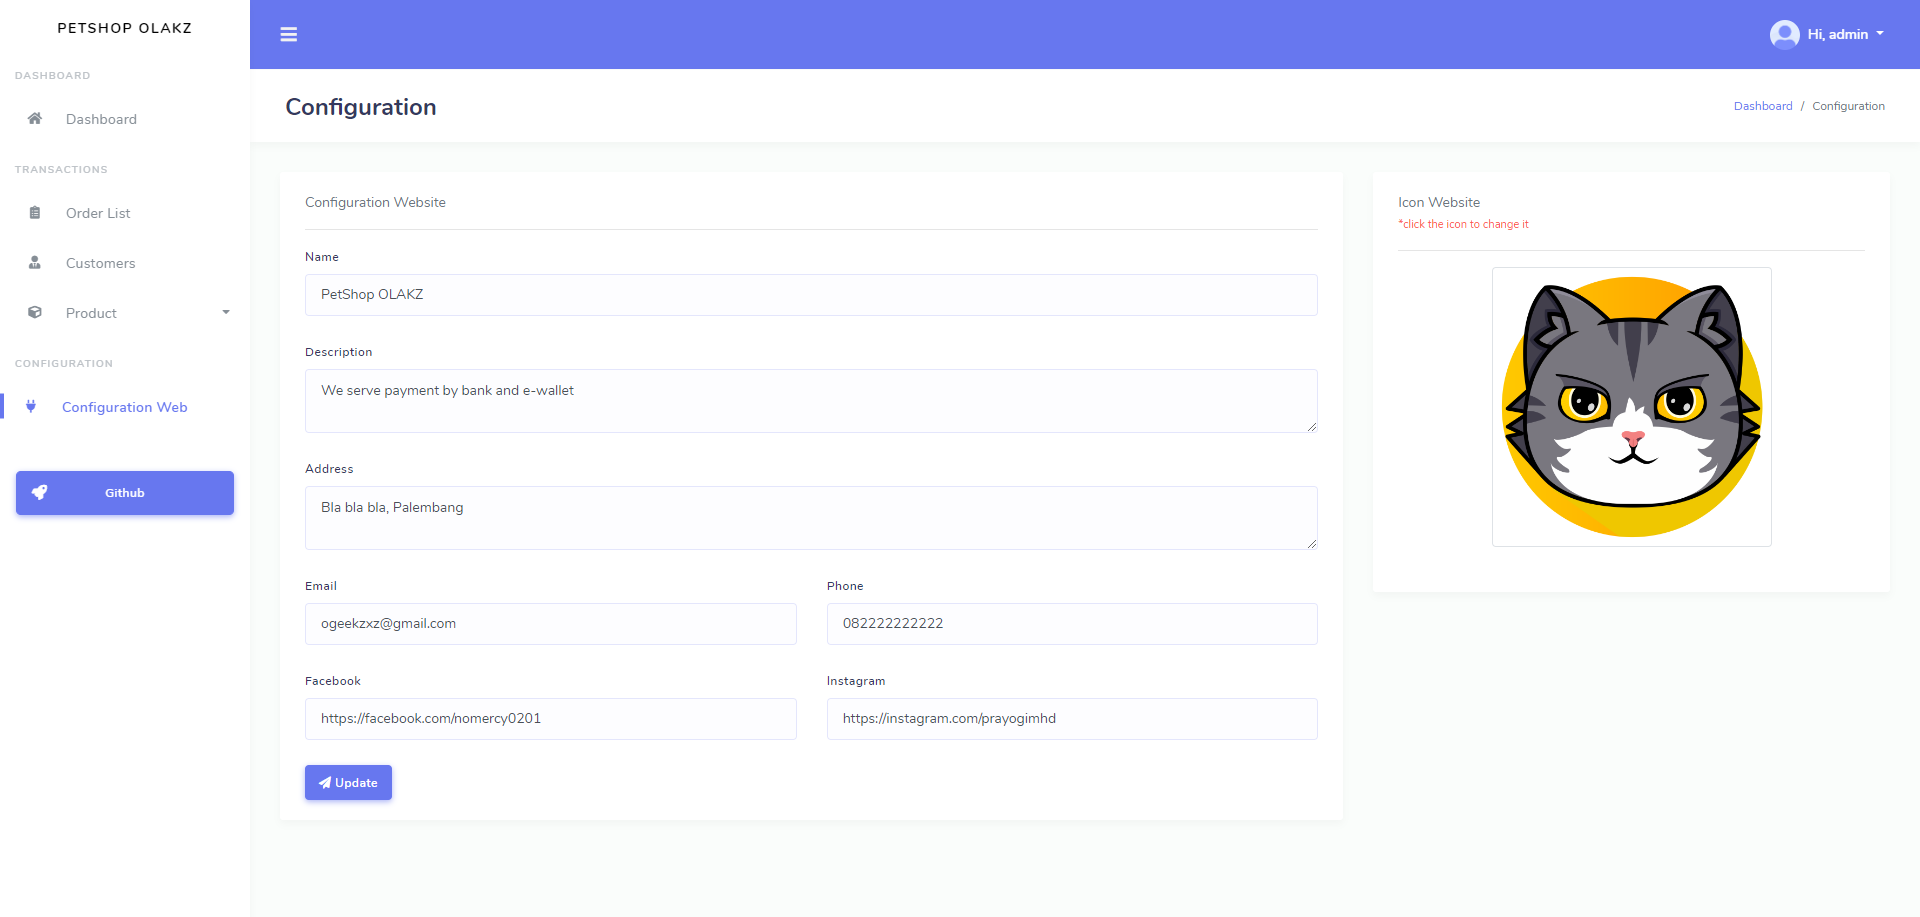 PETSHOP OLAKZ
Hi, admin
DASHBOARD
Dashboard
TRANSACTIONS
Order List
Customers
Product
CONFIGURATION
Configuration Web
Github
Configuration
Dashboard / Configuration
Configuration Website
Name
PetShop OLAKZ
Description
We serve payment by bank and e-wallet
Address
Bla bla bla, Palembang
Email
ogeekzxz@gmail.com
Phone
082222222222
Facebook
https://facebook.com/nomercy0201
Instagram
https://instagram.com/prayogimhd
Update
Icon Website
*click the icon to change it